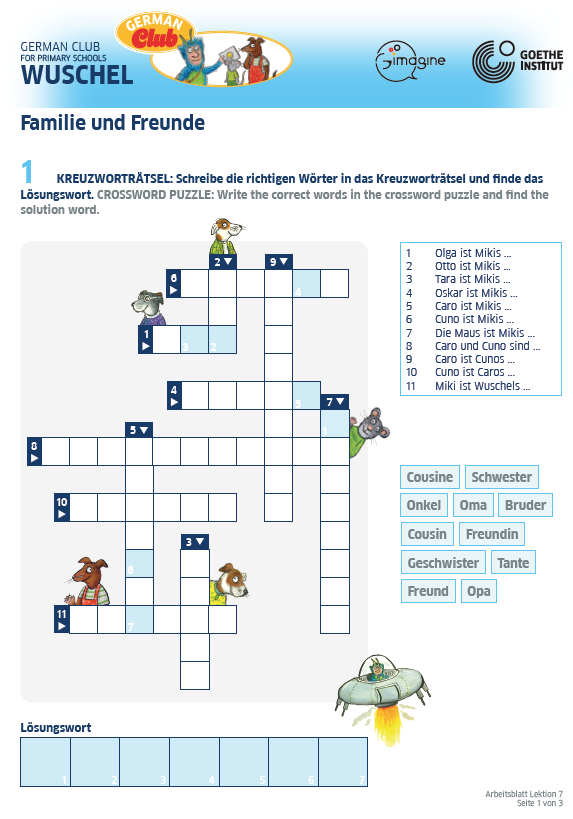 GERMAN CLUB
FOR PRIMARY SCHOOLS
WUSCHEL
GERMAN
Club
Gimagine
GOETHE
INSTITUT
Familie und Freunde
1 KREUZWORTRÄTSEL: Schreibe die richtigen Wörter in das Kreuzworträtsel und finde das
Lösungswort. CROSSWORD PUZZLE: Write the correct words in the crossword puzzle and find the
solution word.
2 ▼
9 ▼
6 ▶
4
1 ▶
3
2
4 ▶
5
7 ▼
1
5 ▼
8 ▶
10 ▶
3 ▼
6
11 ▶
7
1 Olga ist Mikis ...
2 Otto ist Mikis ...
3 Tara ist Mikis ...
4 Oskar ist Mikis ...
5 Caro ist Mikis ...
6 Cuno ist Mikis ...
7 Die Maus ist Mikis ...
8 Caro und Cuno sind ...
9 Caro ist Cunos ...
10 Cuno ist Caros ...
11 Miki ist Wuschels ...
Cousine Schwester
Onkel Oma Bruder
Cousin Freundin
Geschwister Tante
Freund Opa
Lösungswort
1 2 3 4 5 6 7
Arbeitsblatt Lektion 7
Seite 1 von 3